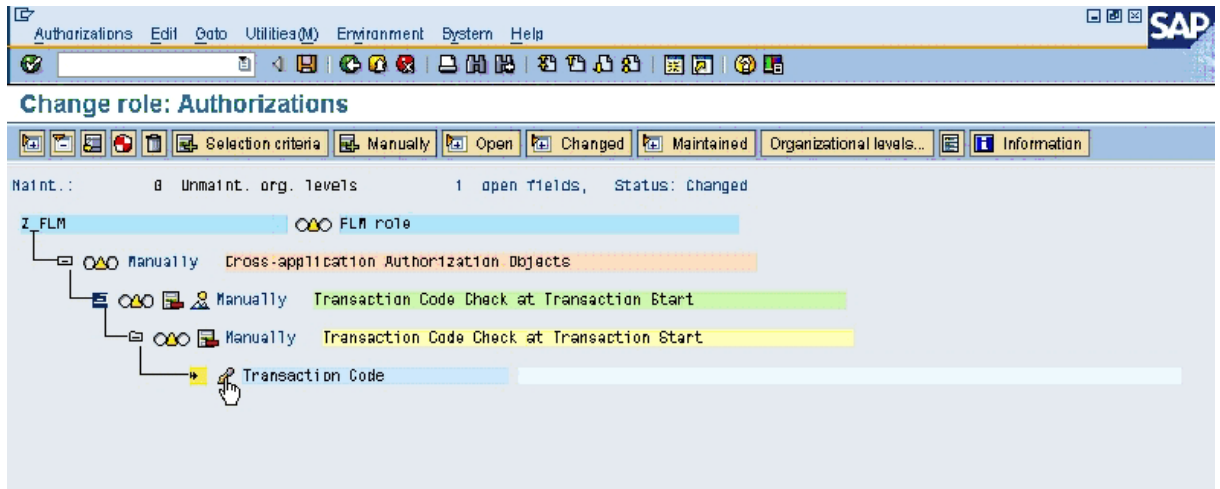 Authorizations Edit Goto Utilities(M) Environment System Help
SAP
Change role: Authorizations
Selection criteria Manually Open Changed Maintained Organizational levels... Information
Maint.: 0 Unmaint. org. levels 1 open fields, Status: Changed
Z_FLM FLM role
Manually Cross-application Authorization Objects
Manually Transaction Code Check at Transaction Start
Manually Transaction Code Check at Transaction Start
Transaction Code